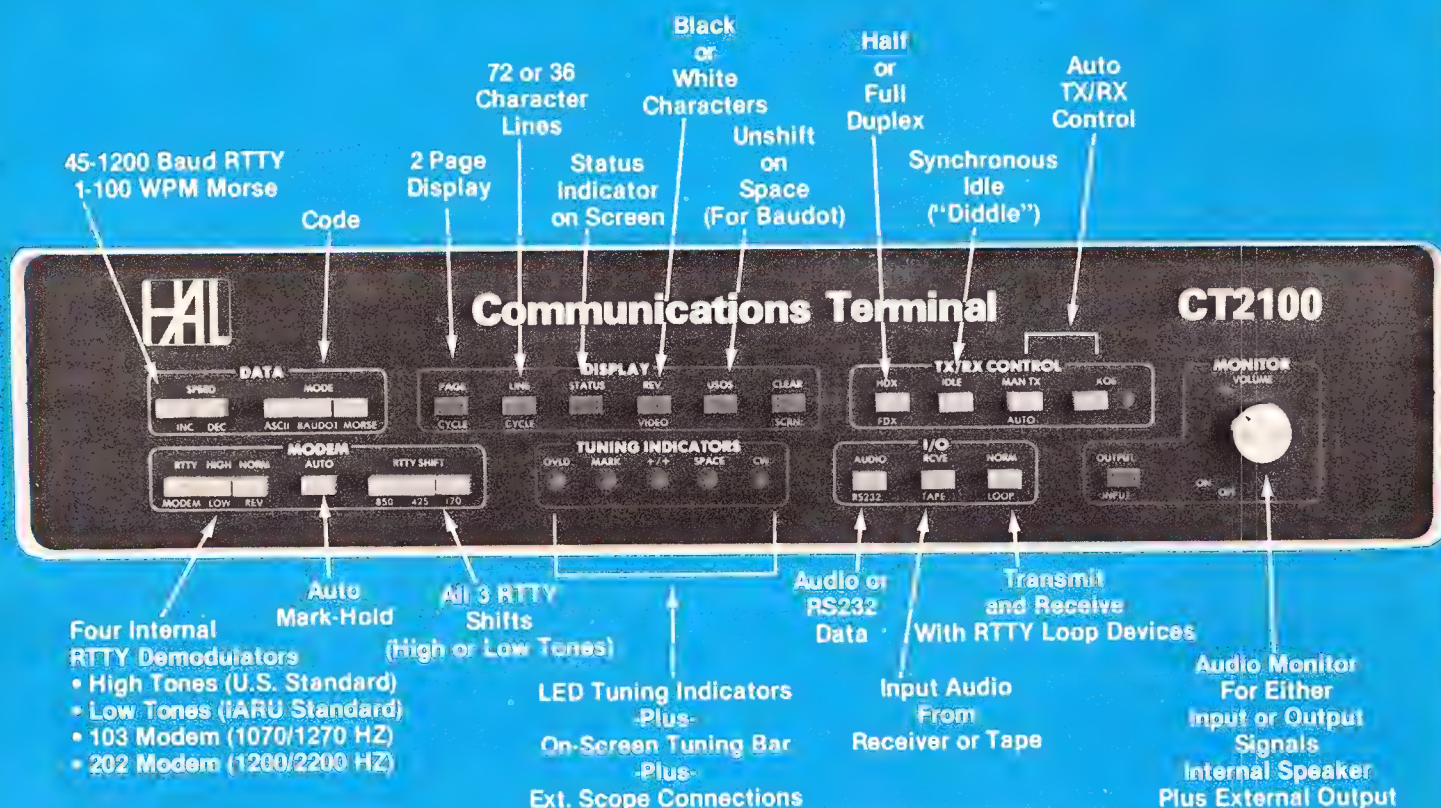 Black
or
White
Characters
Half
or
Full
Duplex
Auto
TX/RX
Control
72 or 36
Character
Lines
45-1200 Baud RTTY
1-100 WPM Morse
Code
2 Page
Display
Status
Indicator
on Screen
Unshift
on
Space
(For Baudot)
Synchronous
Idle
("Diddle")
HAL
Communications Terminal
CT2100
DATA
SPEED
MODE
INC DEC
ASCII BAUDOT MORSE
DISPLAY
PAGE
CYCLE
LINE
CYCLE
STATUS
REV.
VIDEO
USOS
CLEAR
SCRN.
TX/RX CONTROL
HDX
FDX
IDLE
MAN TX
AUTO
KOS
MONITOR
VOLUME
ON
OFF
OUTPUT
INPUT
MODEM
RTTY HIGH NORM
MODEM LOW REV
AUTO
RTTY SHIFT
850 425 170
TUNING INDICATORS
OVLD MARK +/+ SPACE CW
I/O
AUDIO
RS232
RCVE
TAPE
NORM
LOOP
Four Internal
RTTY Demodulators
• High Tones (U.S. Standard)
• Low Tones (IARU Standard)
• 103 Modem (1070/1270 HZ)
• 202 Modem (1200/2200 HZ)
Auto
Mark-Hold
All 3 RTTY
Shifts
(High or Low Tones)
LED Tuning Indicators
-Plus-
On-Screen Tuning Bar
-Plus-
Ext. Scope Connections
Audio or
RS232
Data
Input Audio
From
Receiver or Tape
Transmit
and Receive
With RTTY Loop Devices
Audio Monitor
For Either
Input or Output
Signals
Internal Speaker
Plus External Output